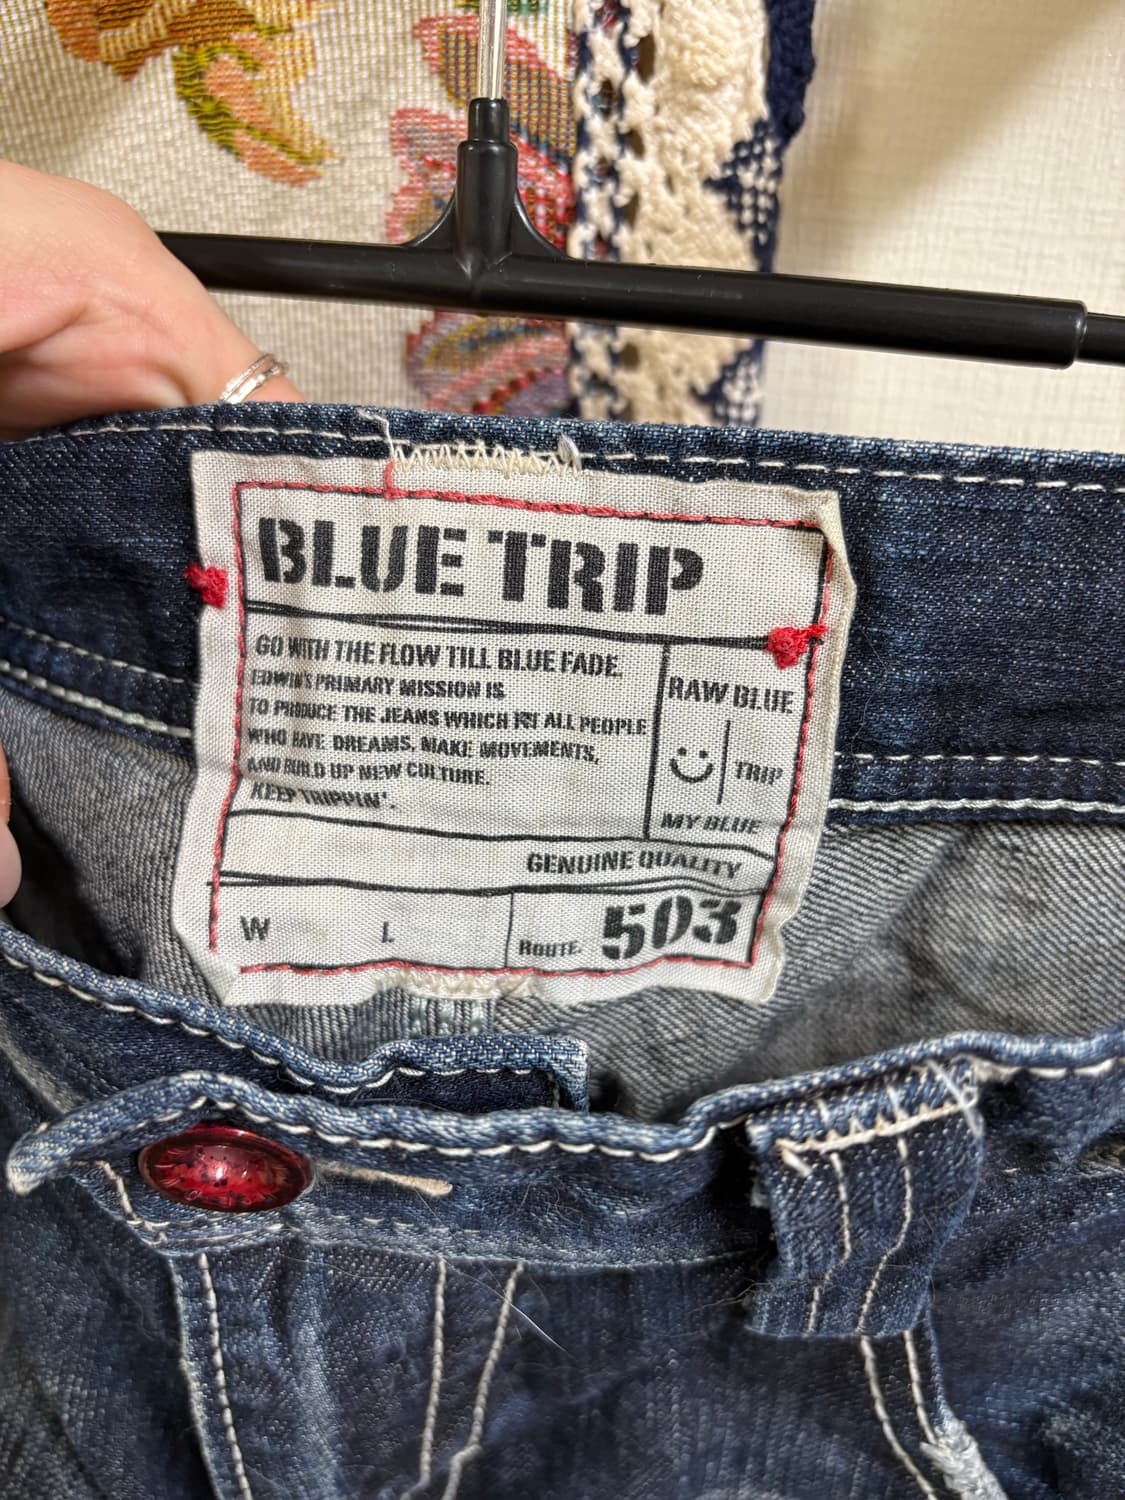 BLUE TRIP
GO WITH THE FLOW TILL BLUE FADE.
EDWIN'S PRIMARY MISSION IS
TO PRODUCE THE JEANS WHICH LET ALL PEOPLE
WHO HAVE DREAMS, MAKE MOVEMENTS,
AND BUILD UP NEW CULTURE.
KEEP TRIPPIN'.
RAW BLUE
TRIP
MY BLUE
GENUINE QUALITY
W L
ROUTE. 503